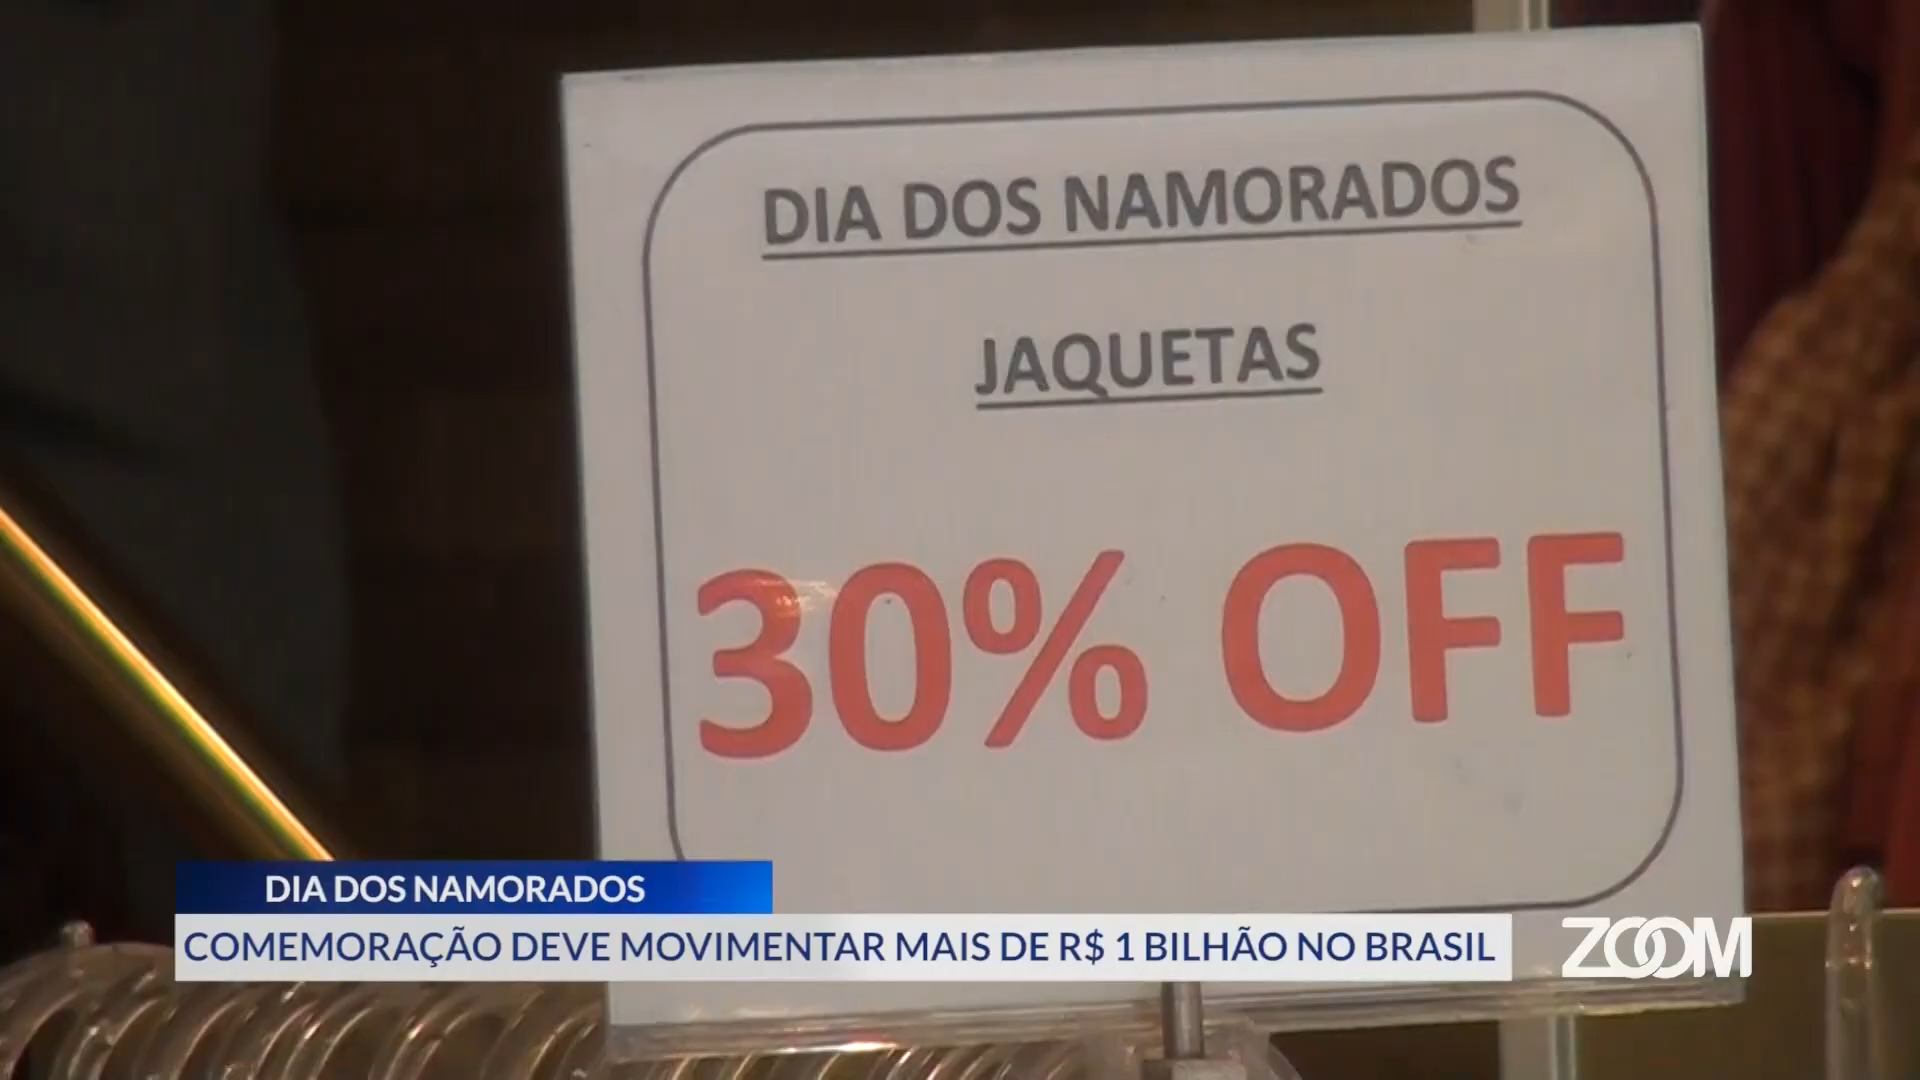 DIA DOS NAMORADOS
JAQUETAS
30% OFF
DIA DOS NAMORADOS
COMEMORAÇÃO DEVE MOVIMENTAR MAIS DE R$ 1 BILHÃO NO BRASIL
ZOOM